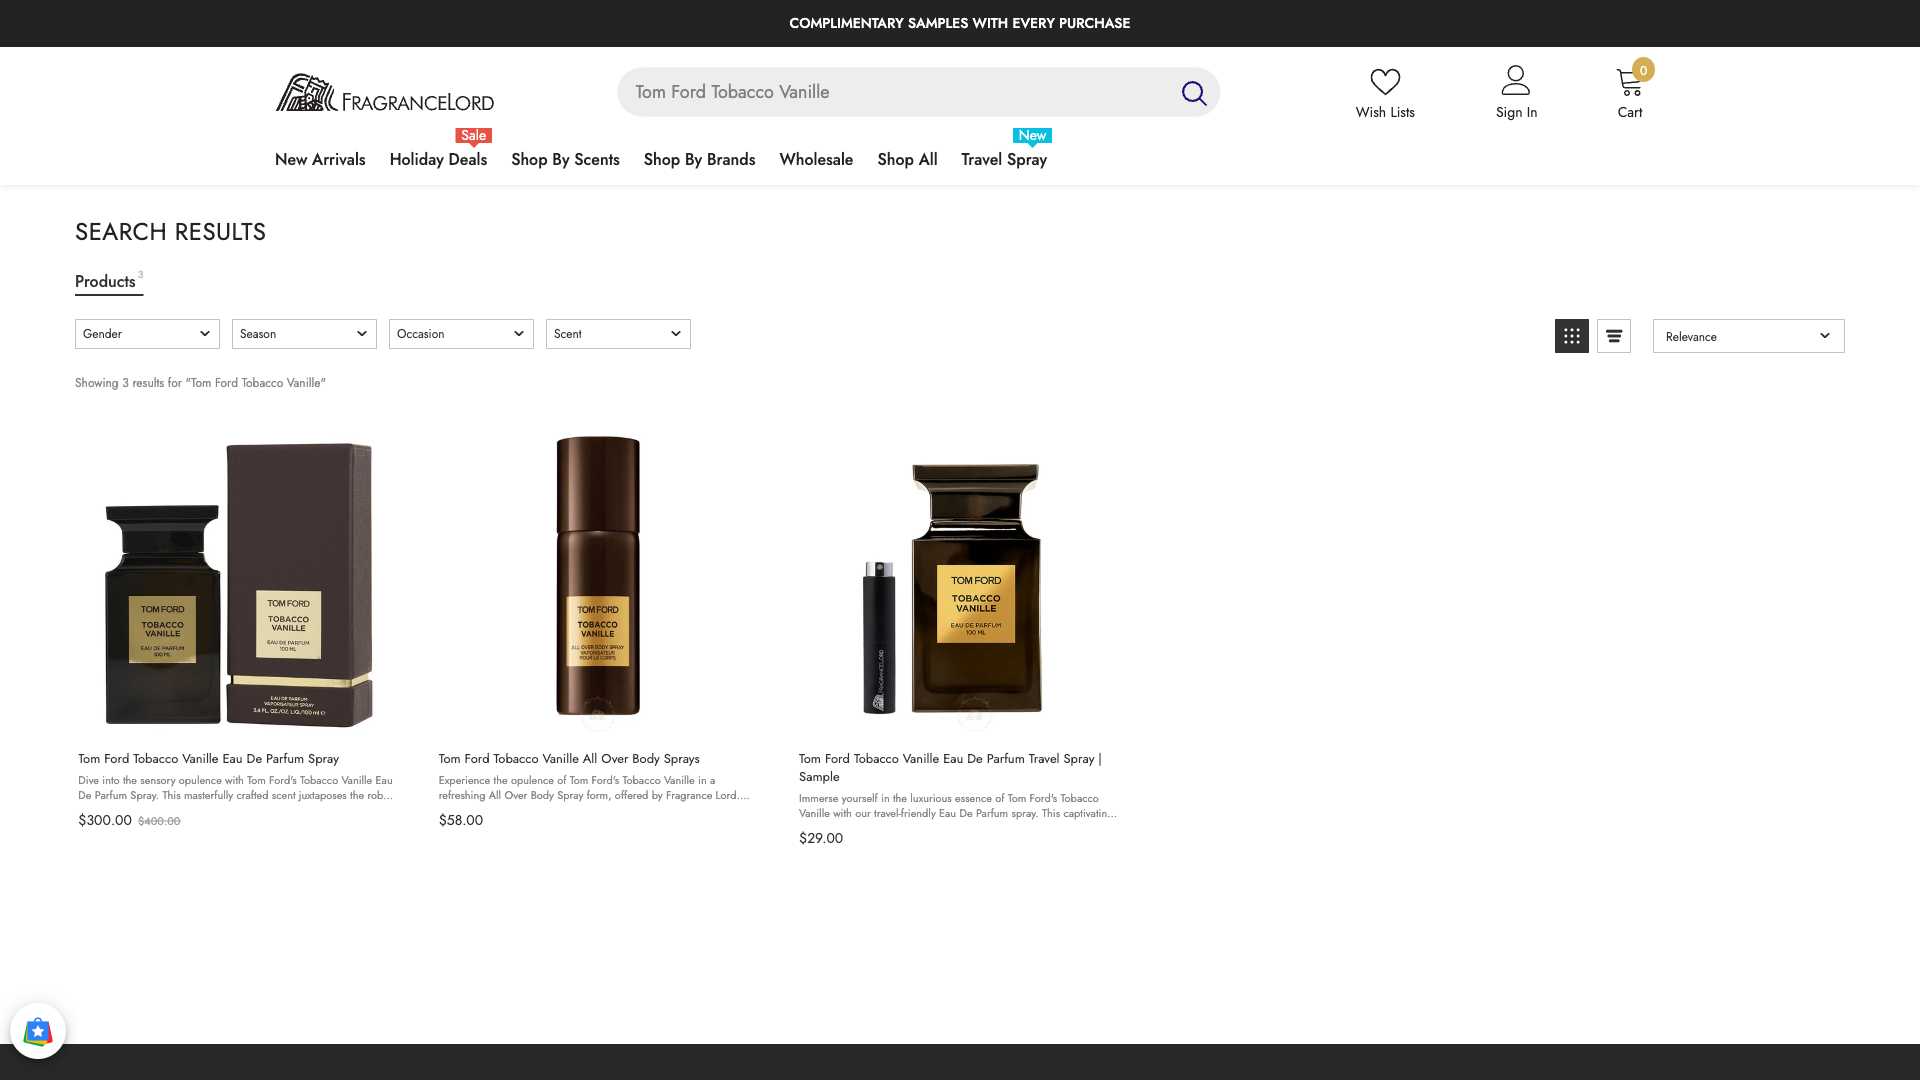 COMPLIMENTARY SAMPLES WITH EVERY PURCHASE
FRAGRANCELORD
Tom Ford Tobacco Vanille
Wish Lists
Sign In
0
Cart
Sale
New
New Arrivals
Holiday Deals
Shop By Scents
Shop By Brands
Wholesale
Shop All
Travel Spray
SEARCH RESULTS
Products 3
Gender
Season
Occasion
Scent
Relevance
Showing 3 results for "Tom Ford Tobacco Vanille"
TOM FORD
TOBACCO
VANILLE
EAU DE PARFUM
100 ML
TOM FORD
TOBACCO
VANILLE
EAU DE PARFUM
100 ML
EAU DE PARFUM
VAPORISATEUR SPRAY
3.4 FL. OZ./OZ. LIQ./100 ml ℮
TOM FORD
TOBACCO
VANILLE
ALL OVER BODY SPRAY
VAPORISATEUR
POUR LE CORPS
FRAGRANCELORD
TOM FORD
TOBACCO
VANILLE
EAU DE PARFUM
100 ML
Tom Ford Tobacco Vanille Eau De Parfum Spray
Dive into the sensory opulence with Tom Ford's Tobacco Vanille Eau
De Parfum Spray. This masterfully crafted scent juxtaposes the rob...
$300.00 $400.00
Tom Ford Tobacco Vanille All Over Body Sprays
Experience the opulence of Tom Ford's Tobacco Vanille in a
refreshing All Over Body Spray form, offered by Fragrance Lord....
$58.00
Tom Ford Tobacco Vanille Eau De Parfum Travel Spray |
Sample
Immerse yourself in the luxurious essence of Tom Ford's Tobacco
Vanille with our travel-friendly Eau De Parfum spray. This captivatin...
$29.00